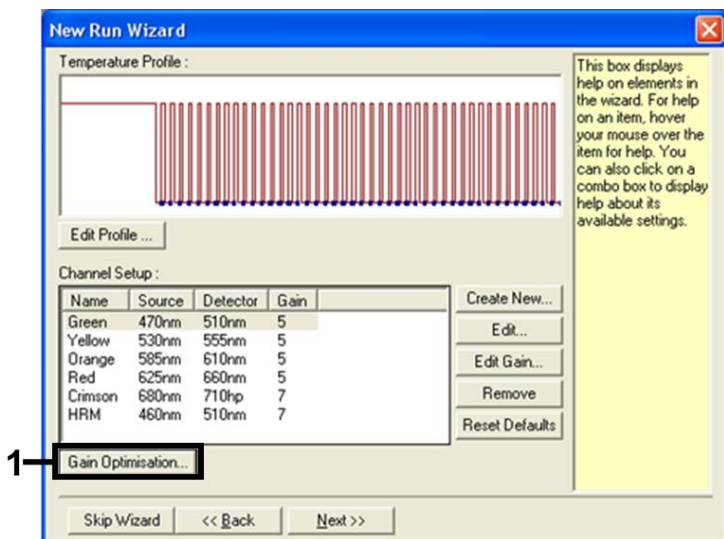 New Run Wizard
Temperature Profile :
This box displays
help on elements in
the wizard. For help
on an item, hover
your mouse over the
item for help. You
can also click on a
combo box to display
help about its
available settings.
Edit Profile ...
Channel Setup :
Name Source Detector Gain
Green 470nm 510nm 5
Yellow 530nm 555nm 5
Orange 585nm 610nm 5
Red 625nm 660nm 5
Crimson 680nm 710hp 7
HRM 460nm 510nm 7
Create New...
Edit...
Edit Gain...
Remove
Reset Defaults
1
Gain Optimisation...
Skip Wizard << Back Next >>